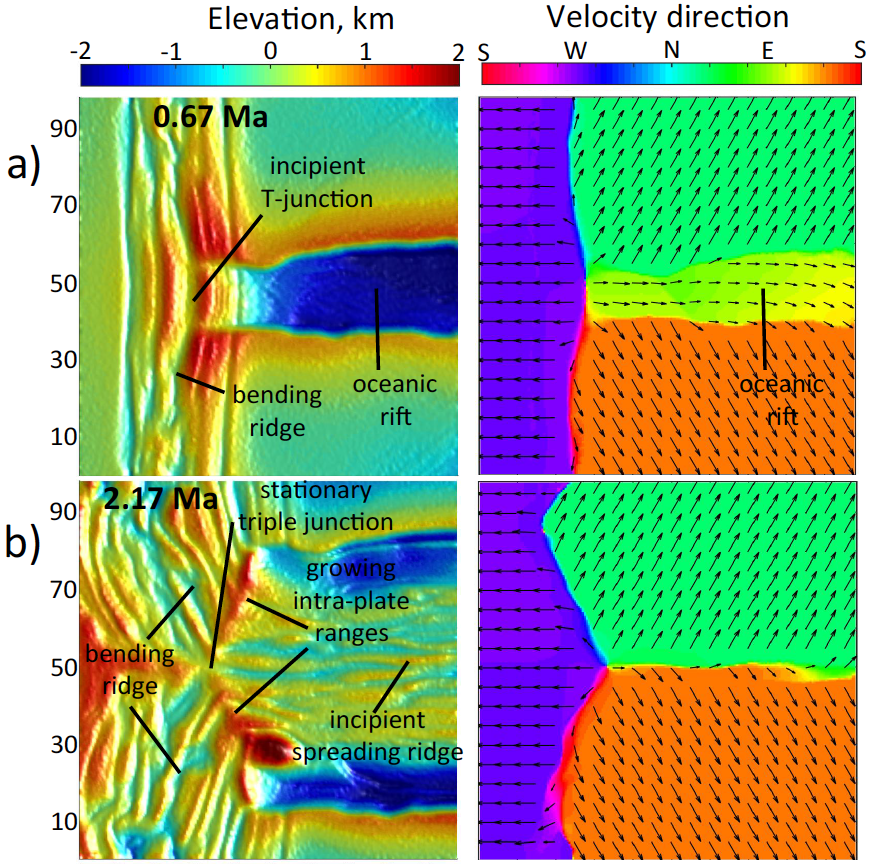 Elevation, km
-2 -1 0 1 2
Velocity direction
S W N E S
a)
0.67 Ma
90
70
50
30
10
incipient
T-junction
bending
ridge
oceanic
rift
oceanic
rift
b)
2.17 Ma
90
70
50
30
10
stationary
triple junction
growing
intra-plate
ranges
bending
ridge
incipient
spreading ridge